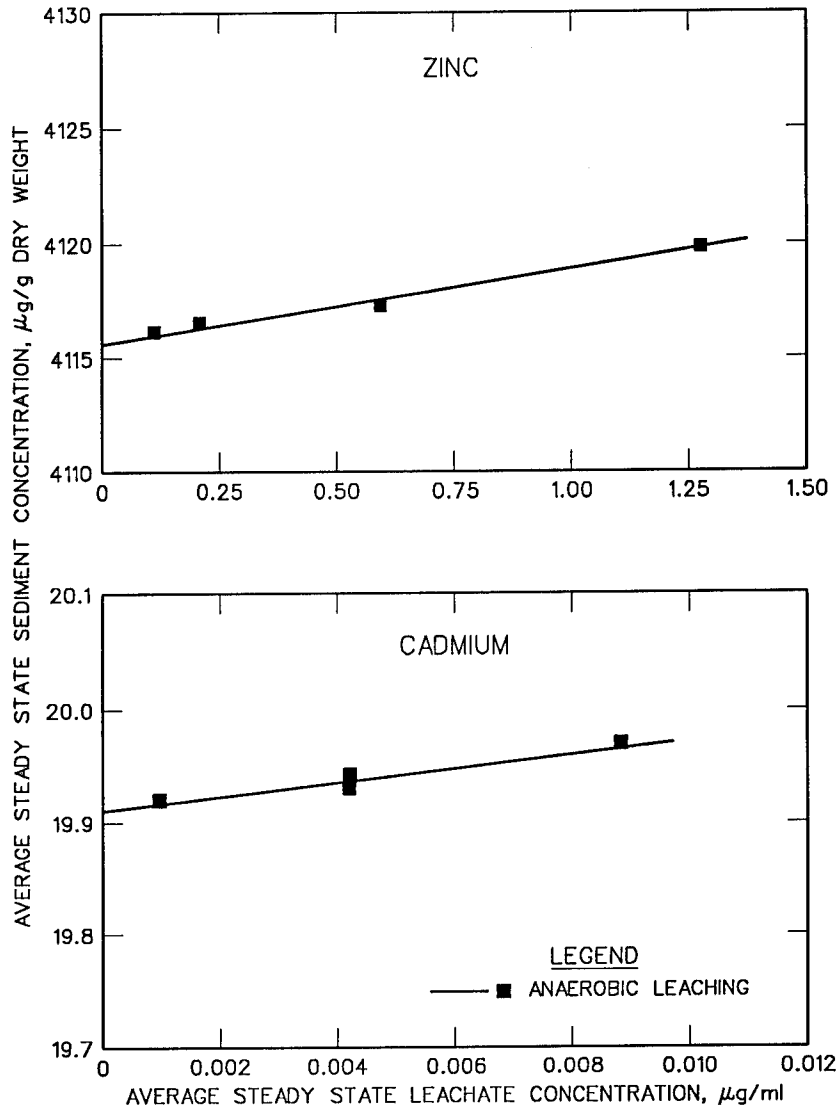 AVERAGE STEADY STATE SEDIMENT CONCENTRATION, µg/g DRY WEIGHT
ZINC
4130
4125
4120
4115
4110
0 0.25 0.50 0.75 1.00 1.25 1.50
CADMIUM
20.1
20.0
19.9
19.8
19.7
LEGEND
ANAEROBIC LEACHING
0 0.002 0.004 0.006 0.008 0.010 0.012
AVERAGE STEADY STATE LEACHATE CONCENTRATION, µg/ml